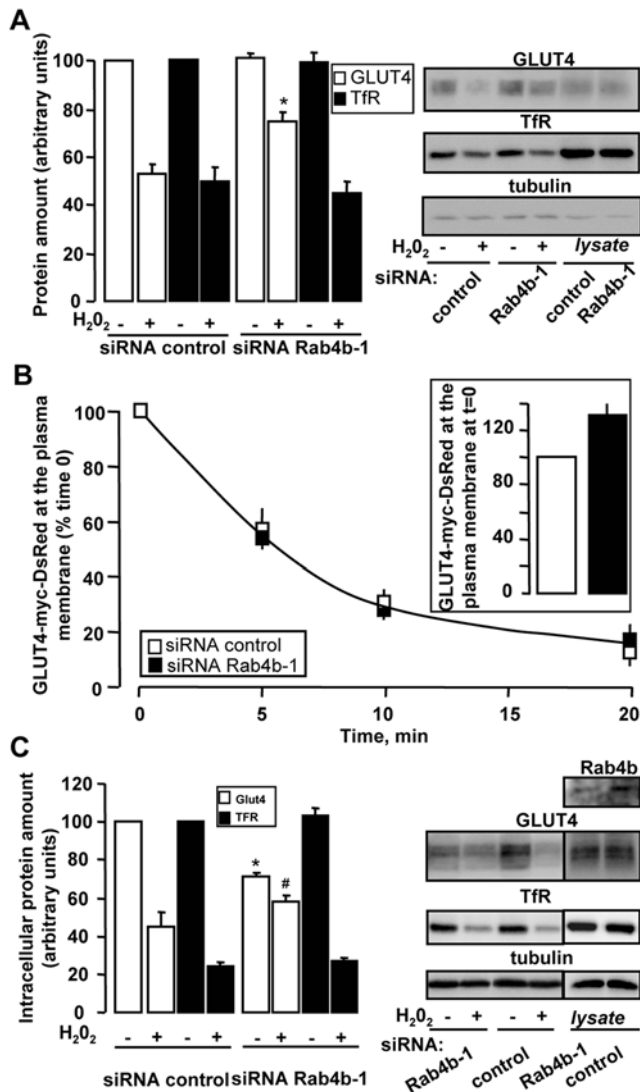 A
Protein amount (arbitrary units)
100
80
60
40
20
0
*
GLUT4
TfR
H₂0₂
- + - + - + - +
siRNA control siRNA Rab4b-1
GLUT4
TfR
tubulin
H₂0₂ - + - + lysate
siRNA:
control Rab4b-1 control Rab4b-1
B
GLUT4-myc-DsRed at the plasma
membrane (% time 0)
100
80
60
40
20
0
siRNA control
siRNA Rab4b-1
0 5 10 15 20
Time, min
GLUT4-myc-DsRed at the
plasma membrane at t=0
120
80
40
0
C
Intracellular protein amount
(arbitrary units)
120
100
80
60
40
20
0
Glut4
TFR
* #
H₂0₂ - + - + - + - +
siRNA control siRNA Rab4b-1
Rab4b
GLUT4
TfR
tubulin
H₂0₂ - + - + lysate
siRNA:
Rab4b-1 control Rab4b-1 control